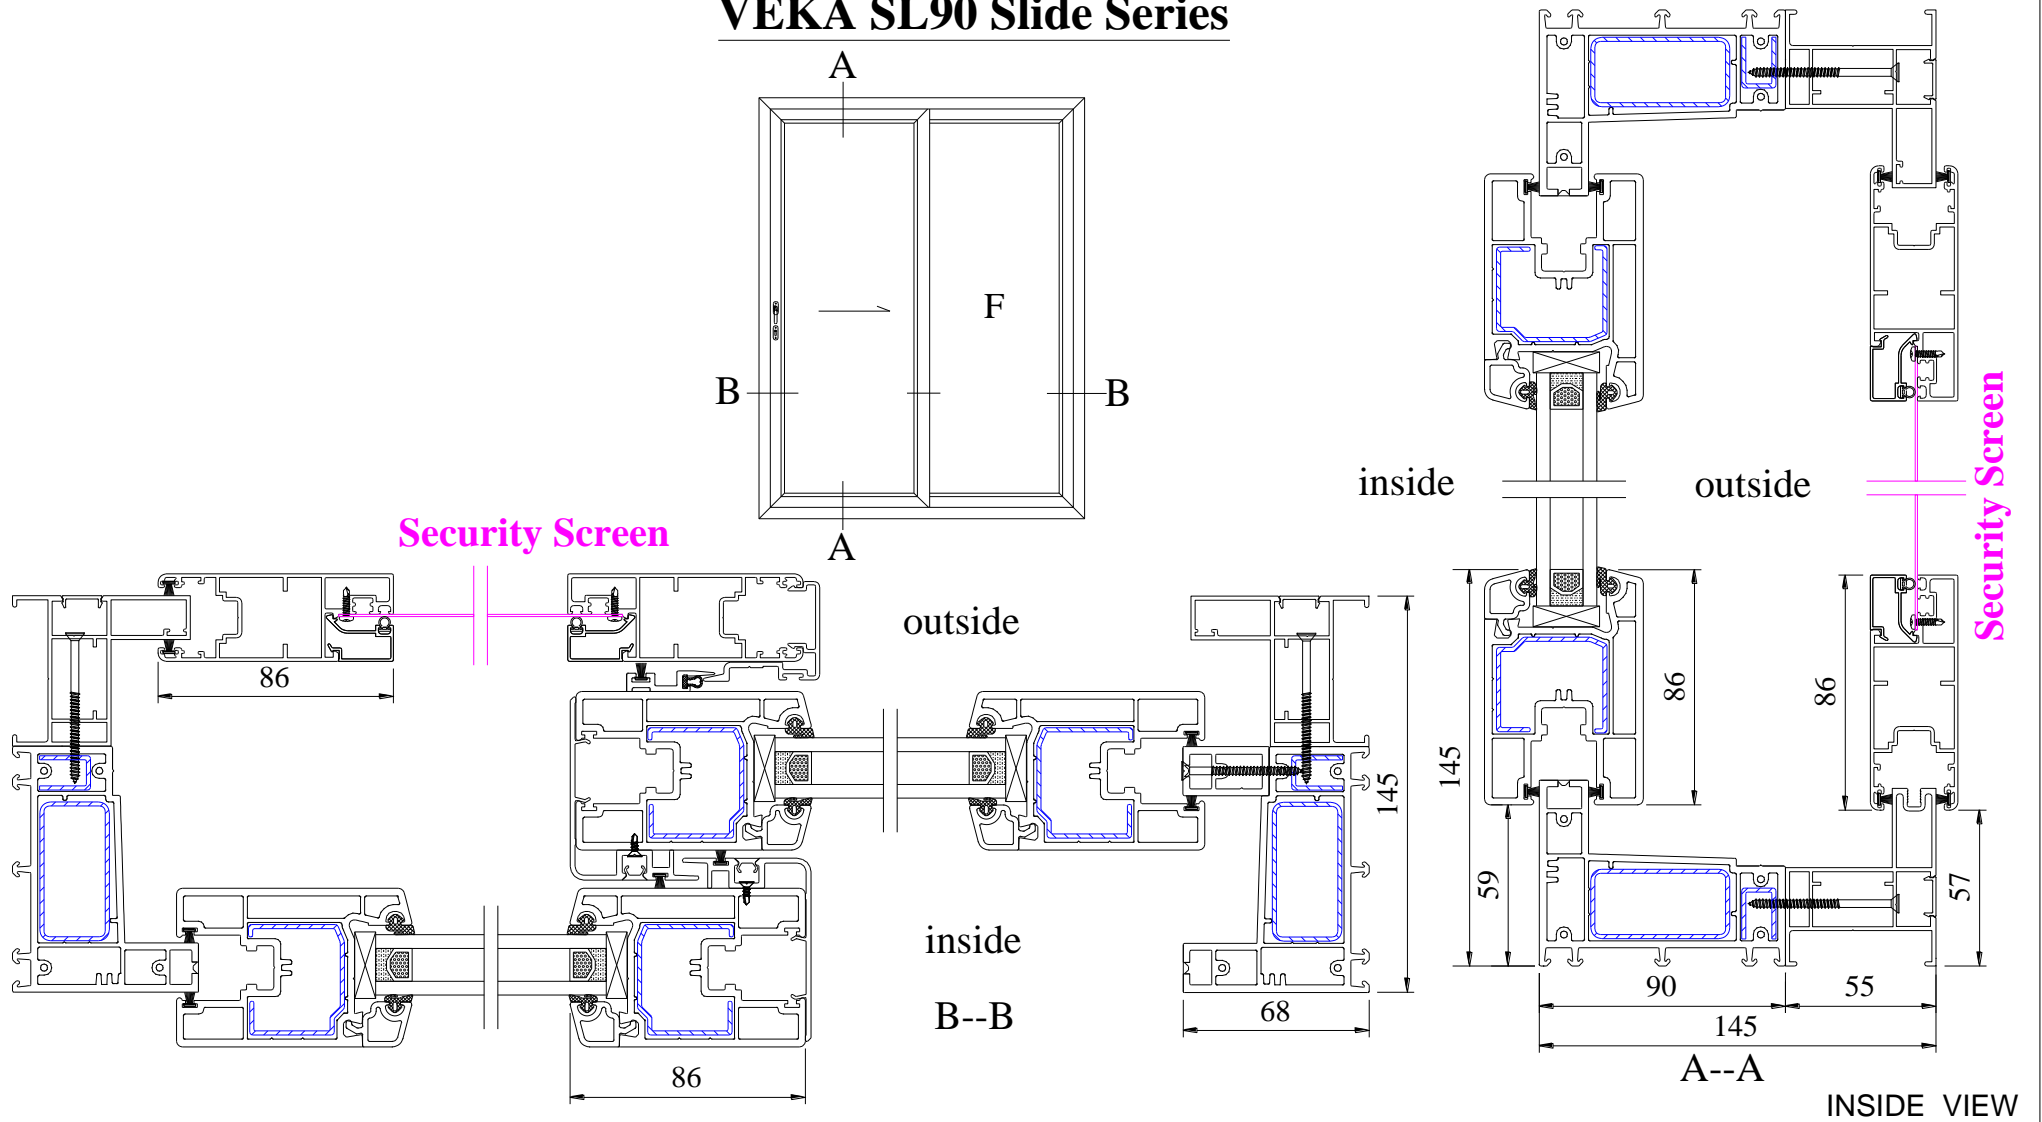 VEKA SL90 Slide Series
A
F
B
B
A
Security Screen
outside
86
inside
B--B
86
68
145
inside
outside
Security Screen
86
86
145
59
57
90
55
145
A--A
INSIDE VIEW